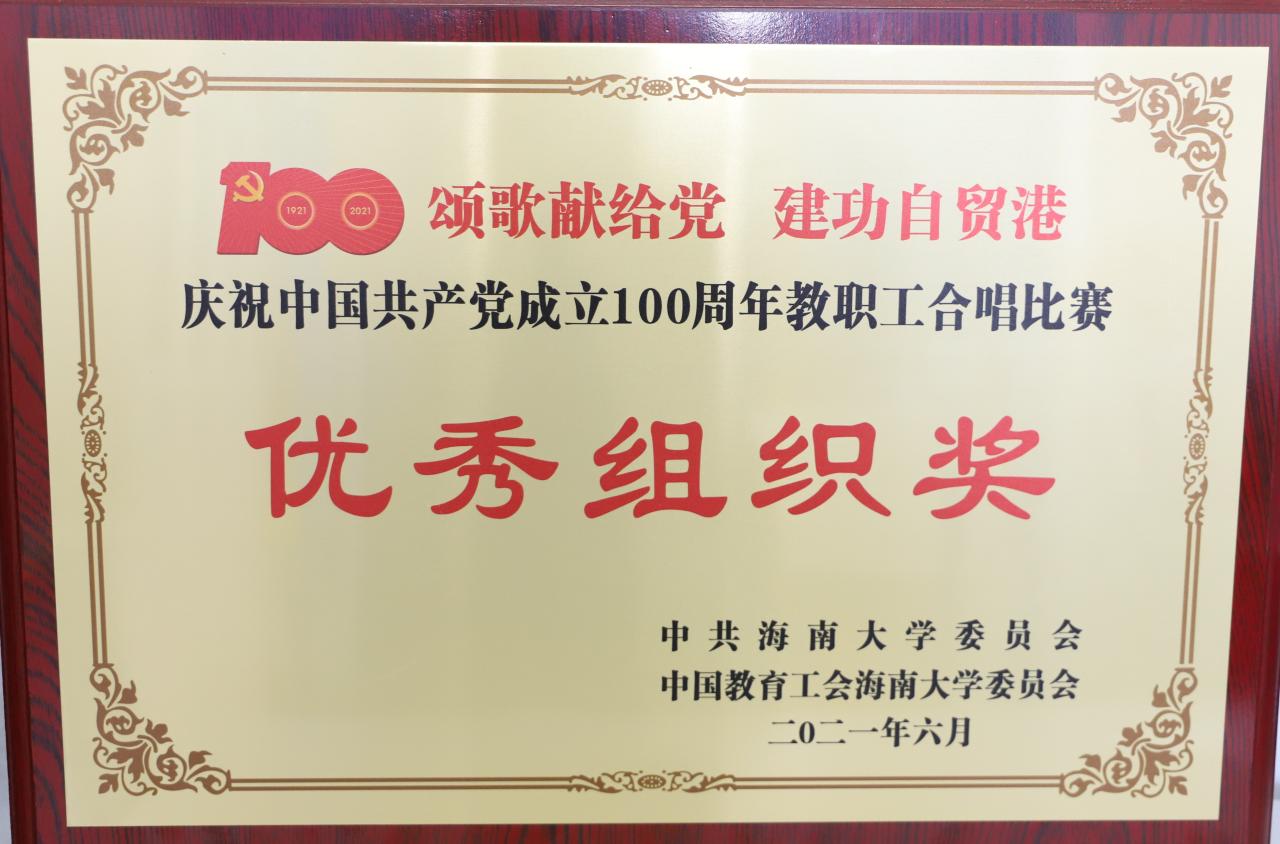 100 1921 2021 颂歌献给党 建功自贸港
庆祝中国共产党成立100周年教职工合唱比赛
优秀组织奖
中共海南大学委员会
中国教育工会海南大学委员会
二0二一年六月